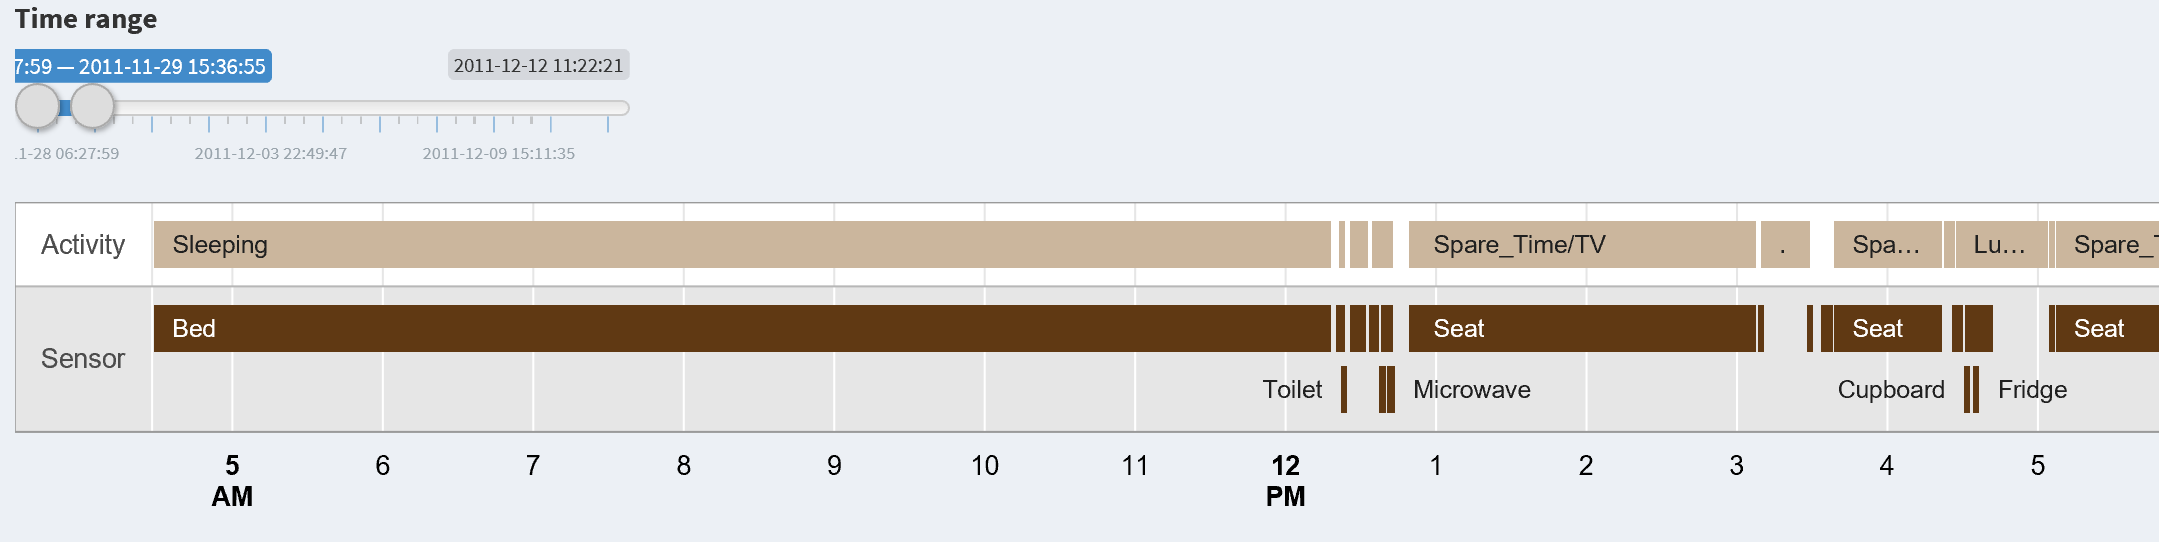 Time range
7:59 — 2011-11-29 15:36:55
2011-12-12 11:22:21
1-28 06:27:59
2011-12-03 22:49:47
2011-12-09 15:11:35
Activity
Sleeping
Spare_Time/TV
.
Spa...
Lu...
Spare_
Sensor
Bed
Seat
Seat
Seat
Toilet
Microwave
Cupboard
Fridge
5 6 7 8 9 10 11 12 1 2 3 4 5
AM PM